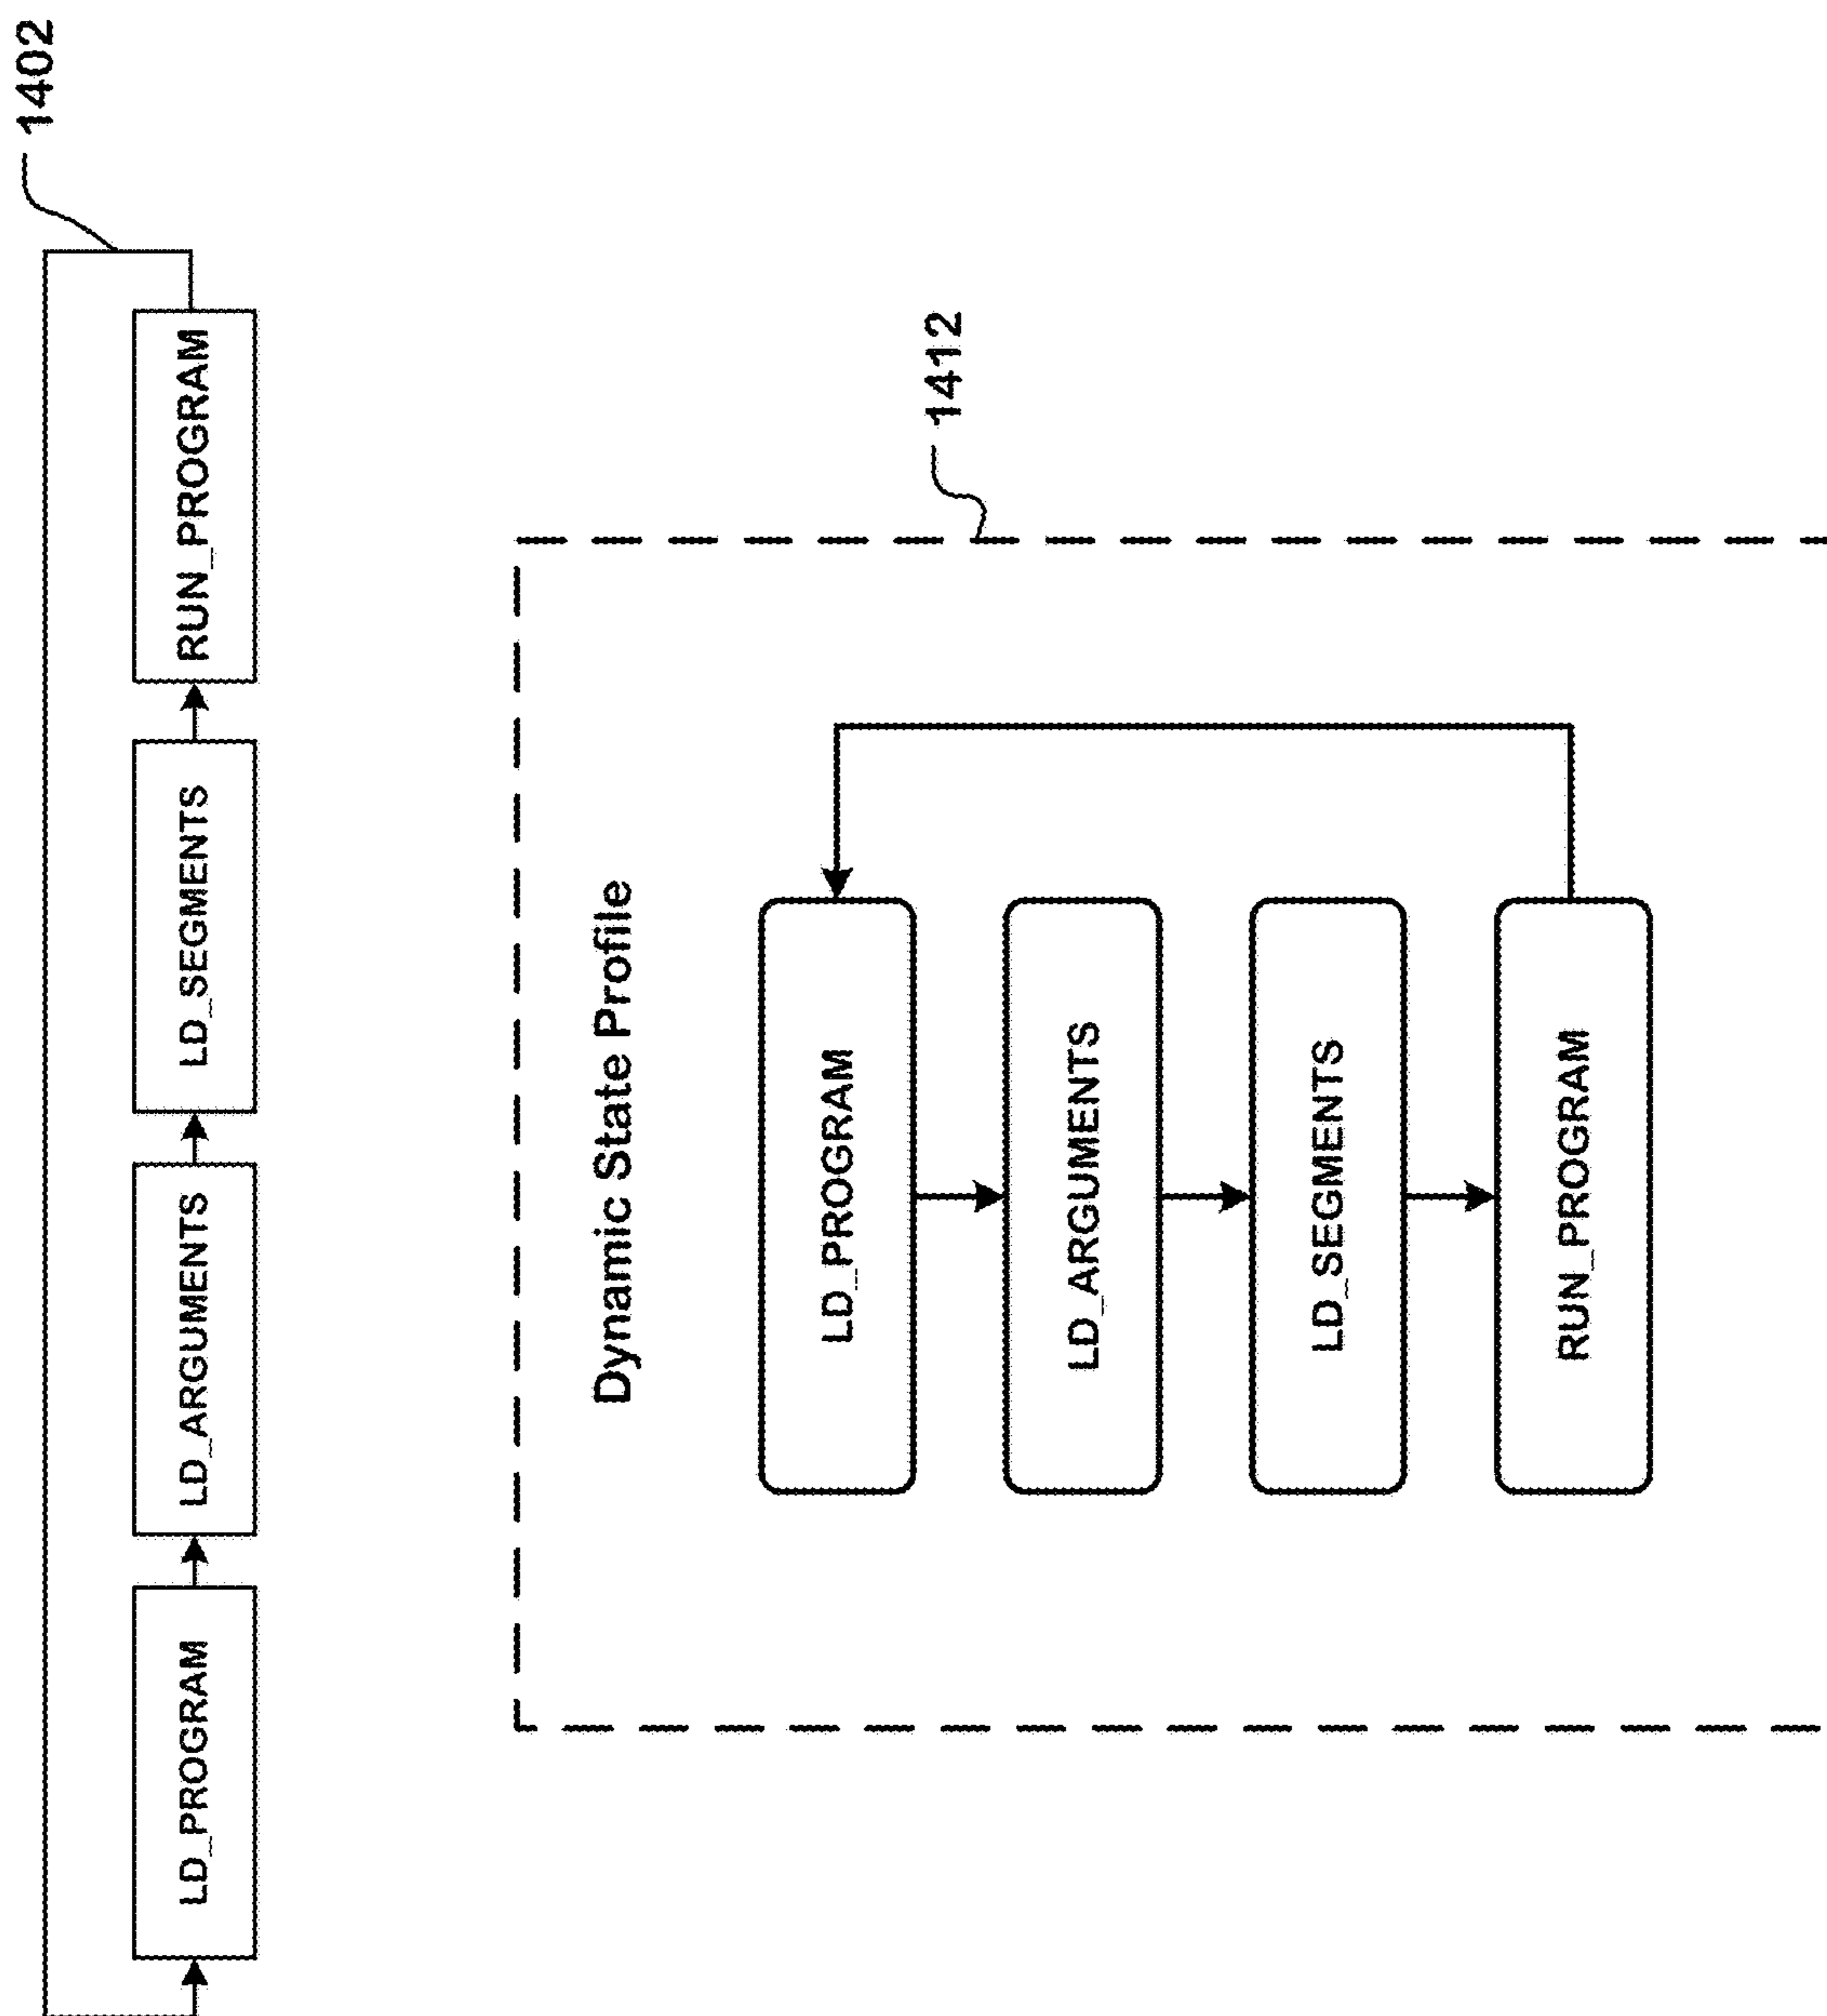 1402
LD_PROGRAM
LD_ARGUMENTS
LD_SEGMENTS
RUN_PROGRAM
1412
Dynamic State Profile
LD_PROGRAM
LD_ARGUMENTS
LD_SEGMENTS
RUN_PROGRAM